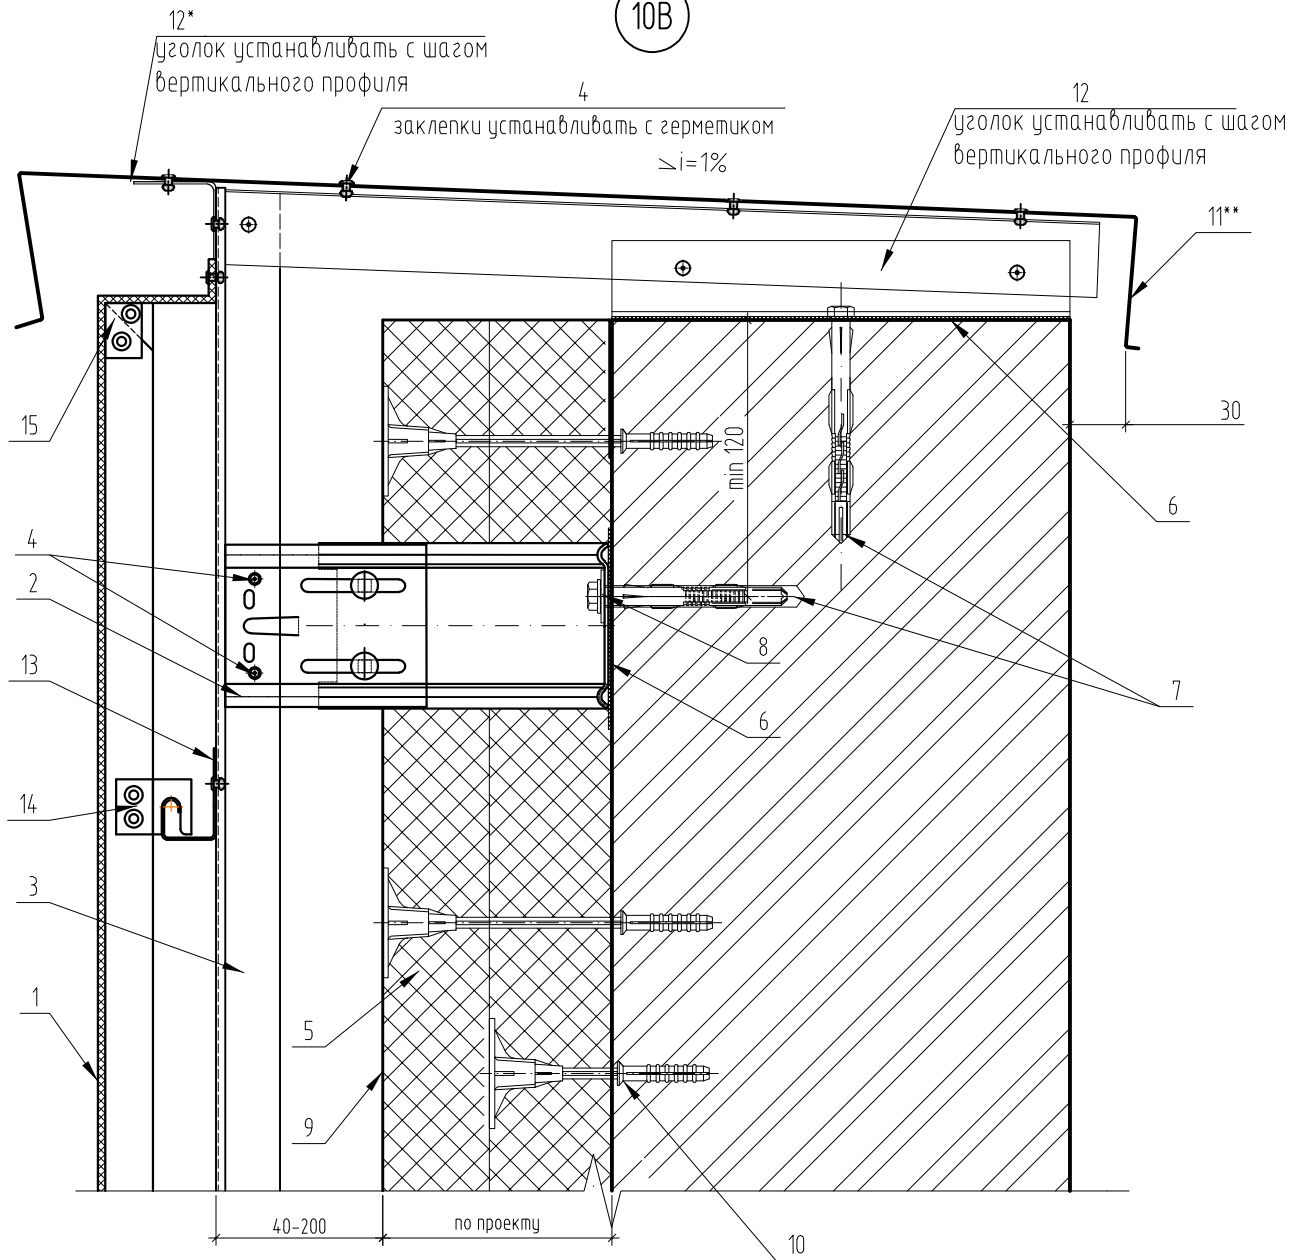 10В
12*
уголок устанавливать с шагом
вертикального профиля
4
заклепки устанавливать с герметиком
i=1%
12
уголок устанавливать с шагом
вертикального профиля
11**
15
30
min 120
6
4
2
8
13
7
6
14
3
1
5
9
40-200
по проекту
10